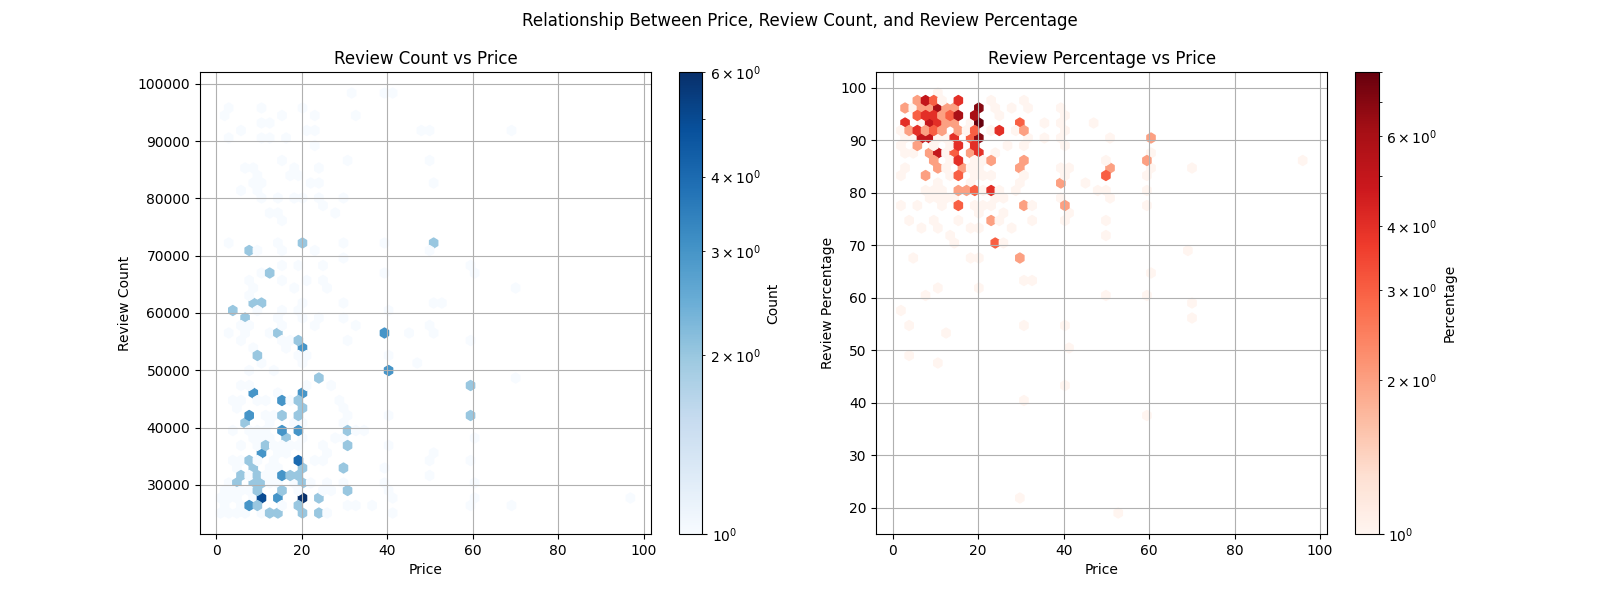 Relationship Between Price, Review Count, and Review Percentage
Review Count vs Price
Review Count
100000
90000
80000
70000
60000
50000
40000
30000
0 20 40 60 80 100
Price
6 × 10⁰
4 × 10⁰
3 × 10⁰
2 × 10⁰
10⁰
Count
Review Percentage vs Price
Review Percentage
100
90
80
70
60
50
40
30
20
0 20 40 60 80 100
Price
6 × 10⁰
4 × 10⁰
3 × 10⁰
2 × 10⁰
10⁰
Percentage